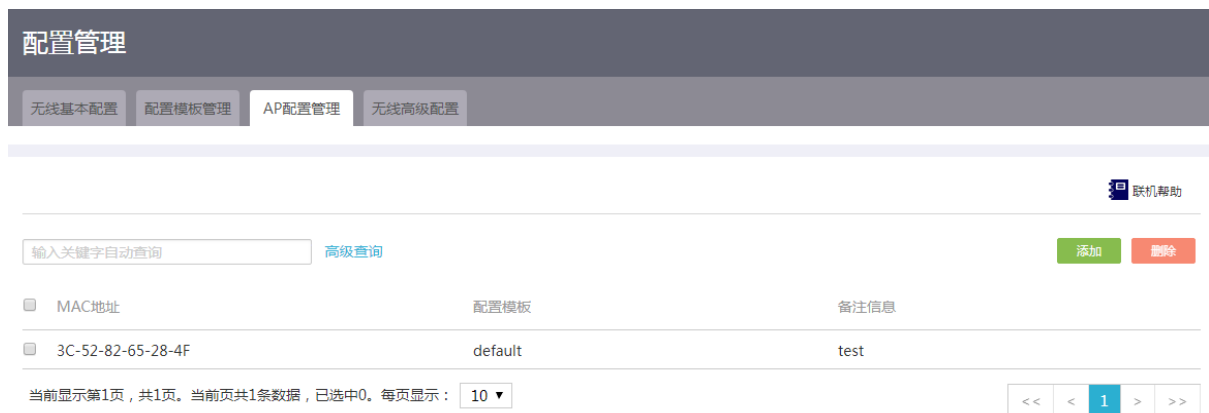 配置管理
无线基本配置 配置模板管理 AP配置管理 无线高级配置
联机帮助
输入关键字自动查询 高级查询 添加 删除
MAC地址 配置模板 备注信息
3C-52-82-65-28-4F default test
当前显示第1页，共1页。当前页共1条数据，已选中0。每页显示： 10 ▼
<< < 1 > >>